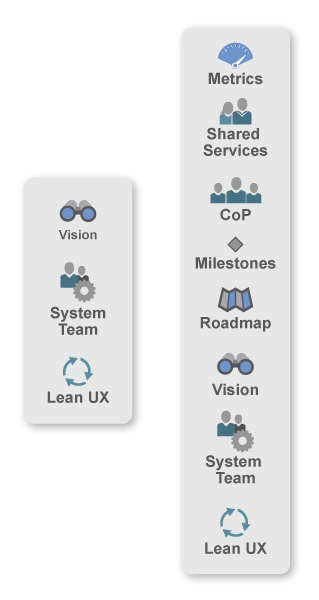 Vision
System
Team
Lean UX
Metrics
Shared
Services
CoP
Milestones
Roadmap
Vision
System
Team
Lean UX